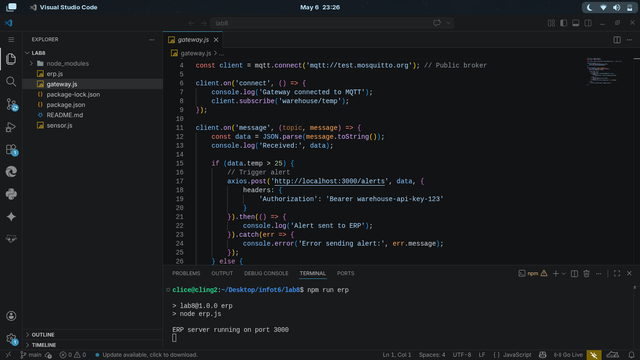 Visual Studio Code
May 6 23:26
lab8
EXPLORER
LAB8
node_modules
erp.js
gateway.js
package-lock.json
package.json
README.md
sensor.js
OUTLINE
TIMELINE
gateway.js
gateway.js > ...
4 const client = mqtt.connect('mqtt://test.mosquitto.org'); // Public broker
5
6 client.on('connect', () => {
7 console.log('Gateway connected to MQTT');
8 client.subscribe('warehouse/temp');
9 });
10
11 client.on('message', (topic, message) => {
12 const data = JSON.parse(message.toString());
13 console.log('Received:', data);
14
15 if (data.temp > 25) {
16 // Trigger alert
17 axios.post('http://localhost:3000/alerts', data, {
18 headers: {
19 'Authorization': 'Bearer warehouse-api-key-123'
20 }
21 }).then(() => {
22 console.log('Alert sent to ERP');
23 }).catch(err => {
24 console.error('Error sending alert:', err.message);
25 });
26 } else {
PROBLEMS OUTPUT DEBUG CONSOLE TERMINAL PORTS
npm
clice@cling2:~/Desktop/infot6/lab8$ npm run erp
> lab8@1.0.0 erp
> node erp.js
ERP server running on port 3000
main 0 0 Update available, click to download. Ln 1, Col 1 Spaces: 4 UTF-8 LF {} JavaScript Go Live